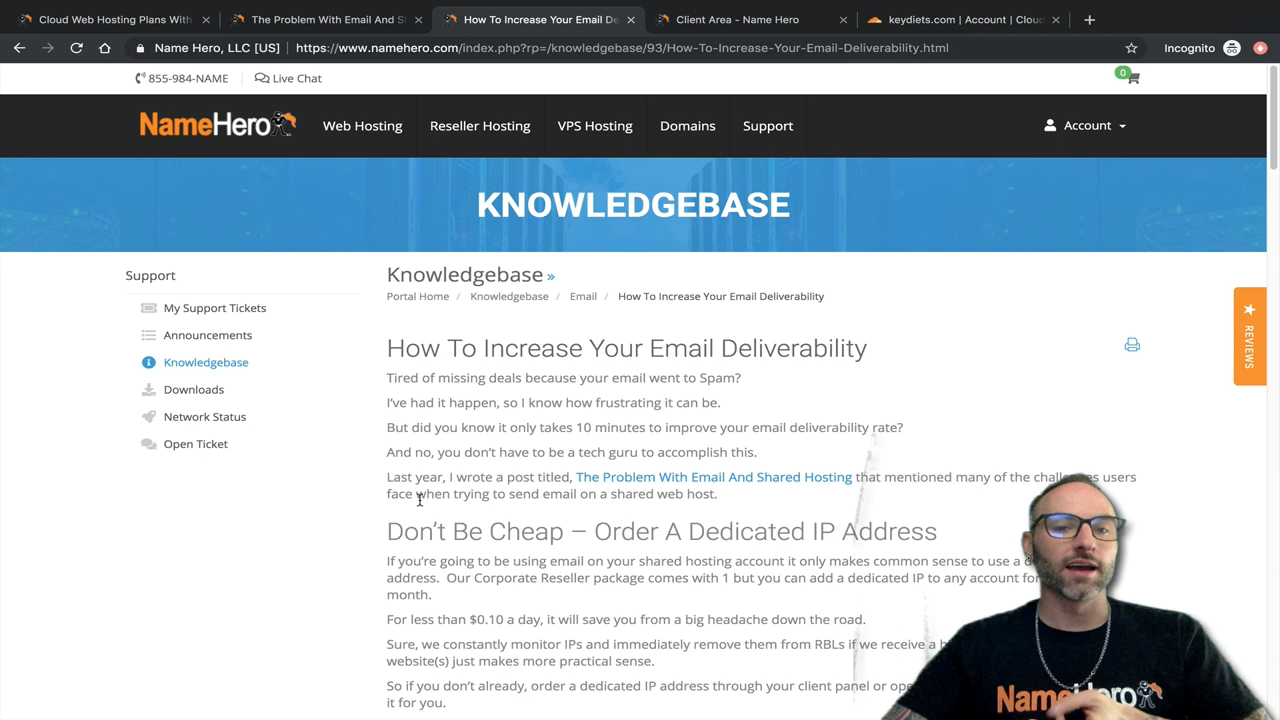 Cloud Web Hosting Plans With
The Problem With Email And S
How To Increase Your Email De
Client Area - Name Hero
keydiets.com | Account | Cloud
Name Hero, LLC [US] | https://www.namehero.com/index.php?rp=/knowledgebase/93/How-To-Increase-Your-Email-Deliverability.html
Incognito
855-984-NAME
Live Chat
0
NameHero
Web Hosting
Reseller Hosting
VPS Hosting
Domains
Support
Account
KNOWLEDGEBASE
Support
My Support Tickets
Announcements
Knowledgebase
Downloads
Network Status
Open Ticket
Knowledgebase »
Portal Home / Knowledgebase / Email / How To Increase Your Email Deliverability
How To Increase Your Email Deliverability
Tired of missing deals because your email went to Spam?
I've had it happen, so I know how frustrating it can be.
But did you know it only takes 10 minutes to improve your email deliverability rate?
And no, you don't have to be a tech guru to accomplish this.
Last year, I wrote a post titled, The Problem With Email And Shared Hosting that mentioned many of the challenges users
face when trying to send email on a shared web host.
Don't Be Cheap – Order A Dedicated IP Address
If you're going to be using email on your shared hosting account it only makes common sense to use a
address. Our Corporate Reseller package comes with 1 but you can add a dedicated IP to any account for
month.
For less than $0.10 a day, it will save you from a big headache down the road.
Sure, we constantly monitor IPs and immediately remove them from RBLs if we receive a
website(s) just makes more practical sense.
So if you don't already, order a dedicated IP address through your client panel or
it for you.
REVIEWS
NameHero